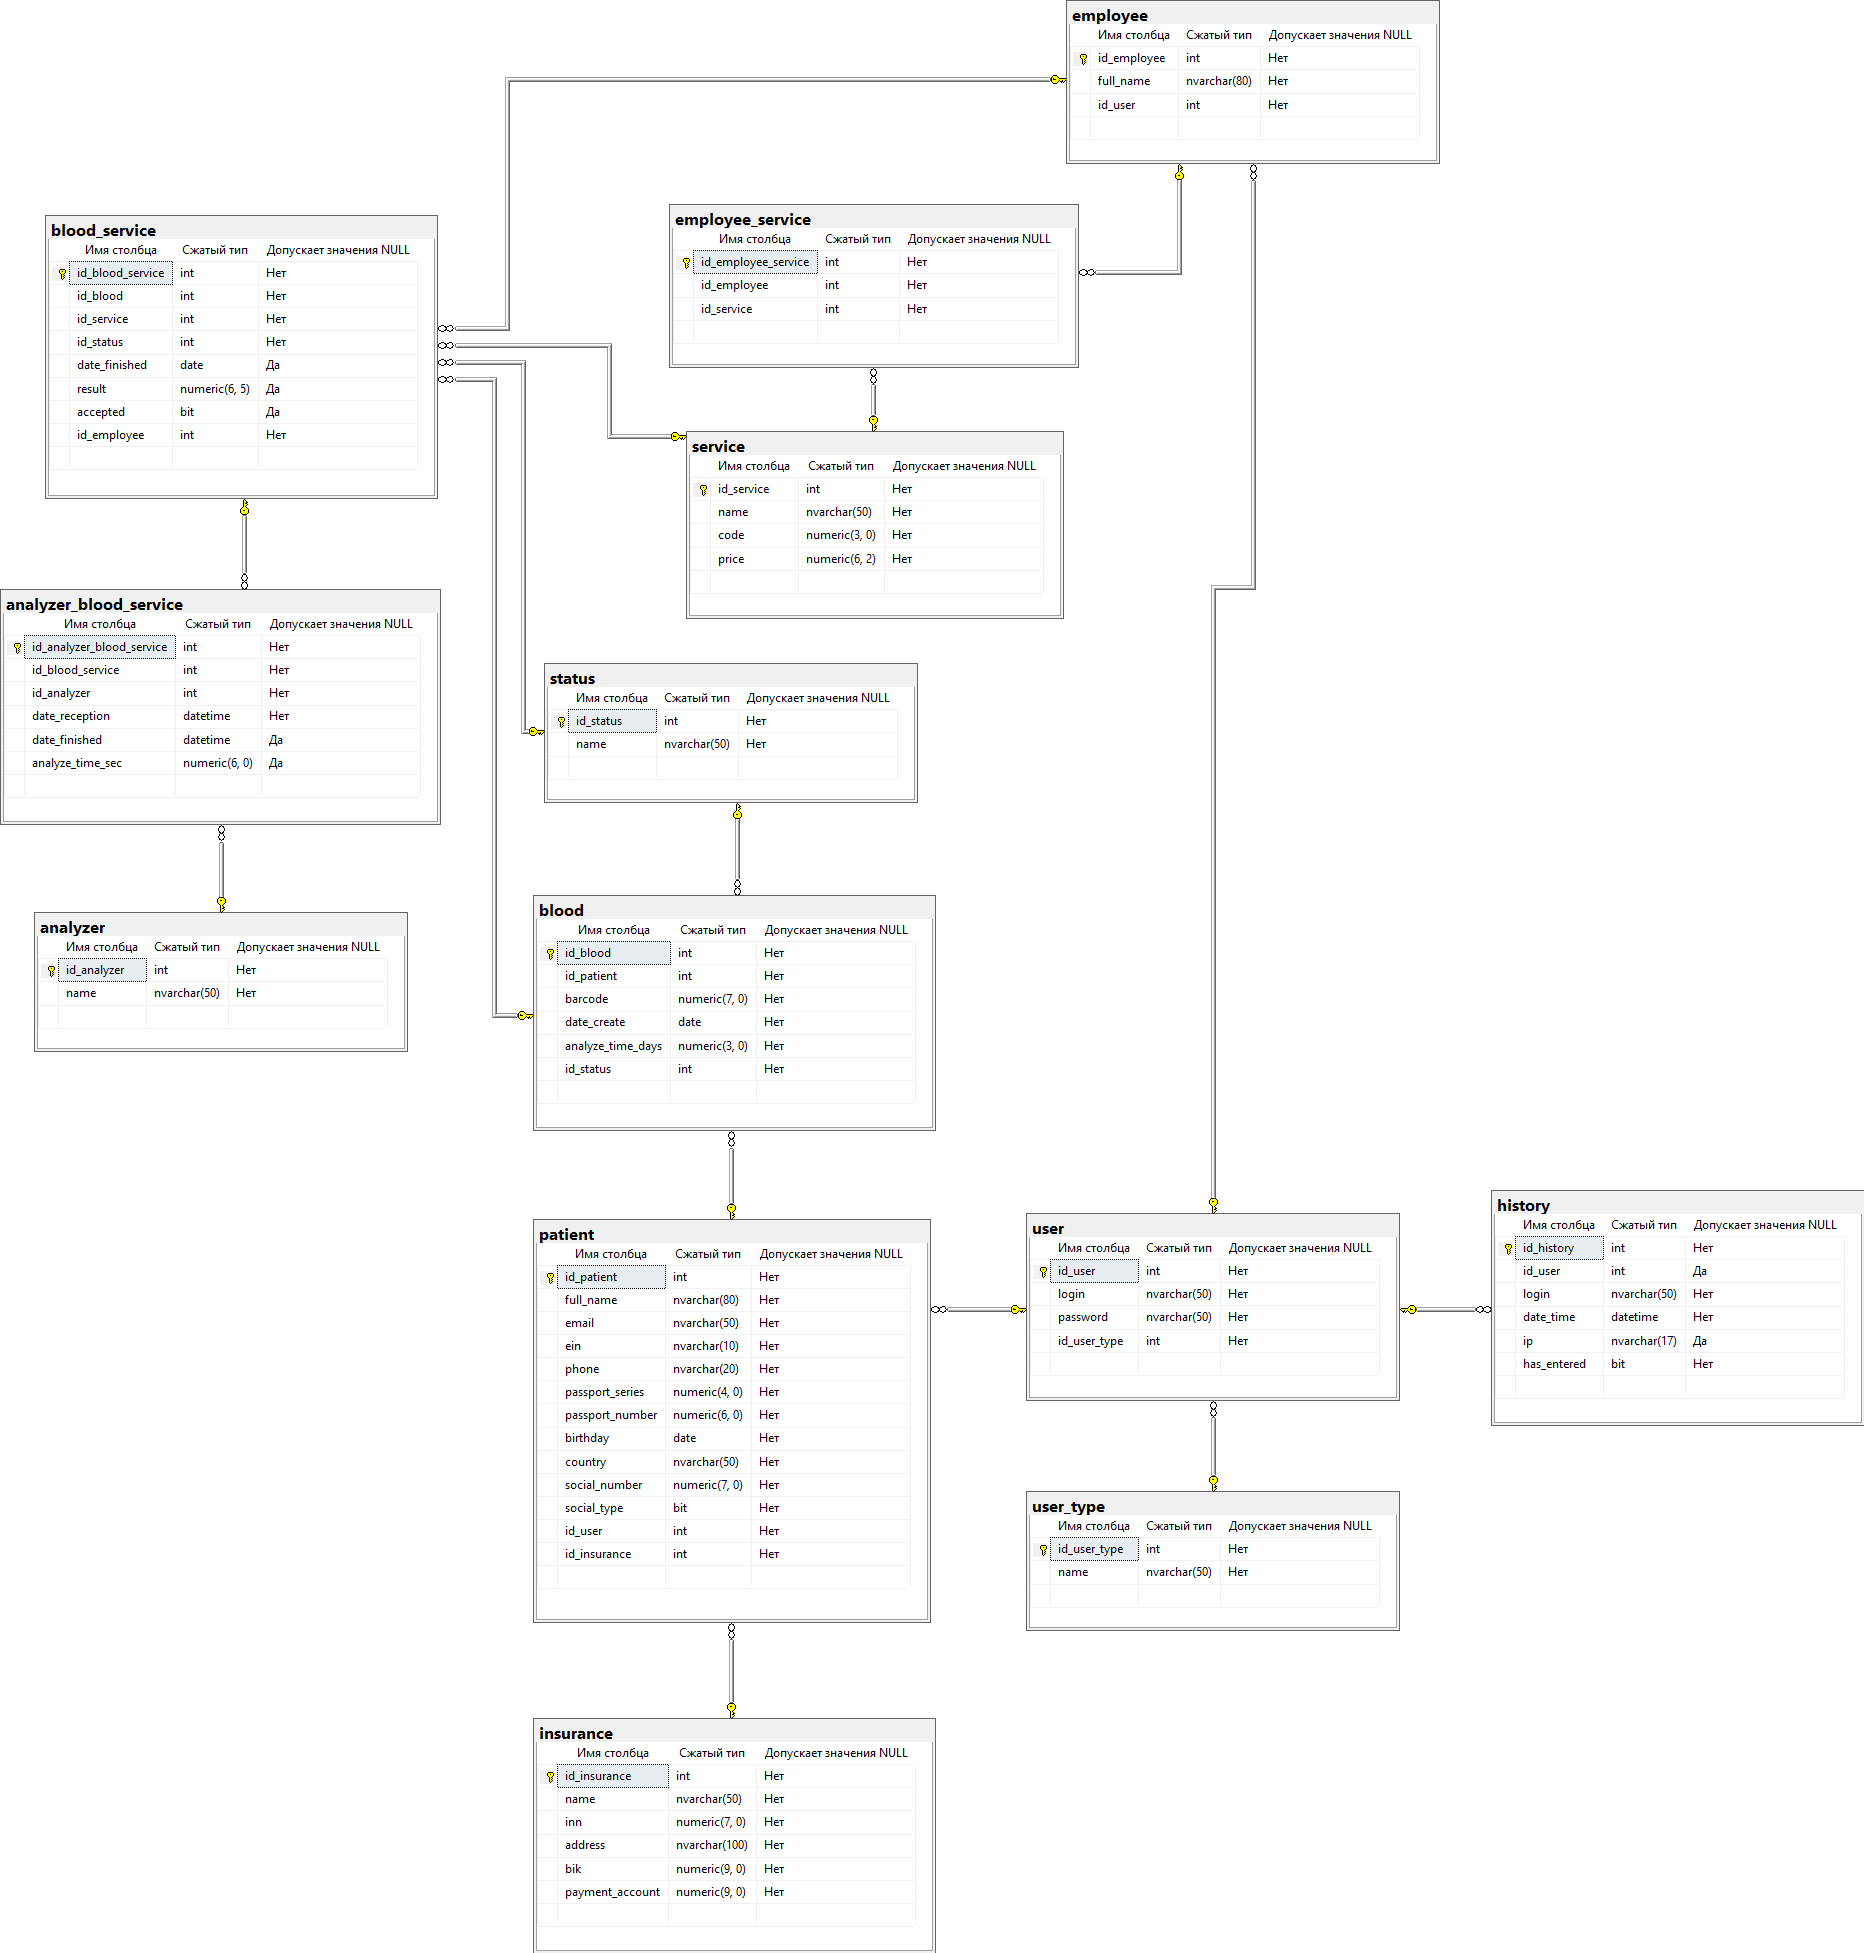 employee
Имя столбца Сжатый тип Допускает значения NULL
id_employee int Нет
full_name nvarchar(80) Нет
id_user int Нет
blood_service
Имя столбца Сжатый тип Допускает значения NULL
id_blood_service int Нет
id_blood int Нет
id_service int Нет
id_status int Нет
date_finished date Да
result numeric(6, 5) Да
accepted bit Да
id_employee int Нет
employee_service
Имя столбца Сжатый тип Допускает значения NULL
id_employee_service int Нет
id_employee int Нет
id_service int Нет
service
Имя столбца Сжатый тип Допускает значения NULL
id_service int Нет
name nvarchar(50) Нет
code numeric(3, 0) Нет
price numeric(6, 2) Нет
analyzer_blood_service
Имя столбца Сжатый тип Допускает значения NULL
id_analyzer_blood_service int Нет
id_blood_service int Нет
id_analyzer int Нет
date_reception datetime Нет
date_finished datetime Да
analyze_time_sec numeric(6, 0) Да
status
Имя столбца Сжатый тип Допускает значения NULL
id_status int Нет
name nvarchar(50) Нет
analyzer
Имя столбца Сжатый тип Допускает значения NULL
id_analyzer int Нет
name nvarchar(50) Нет
blood
Имя столбца Сжатый тип Допускает значения NULL
id_blood int Нет
id_patient int Нет
barcode numeric(7, 0) Нет
date_create date Нет
analyze_time_days numeric(3, 0) Нет
id_status int Нет
patient
Имя столбца Сжатый тип Допускает значения NULL
id_patient int Нет
full_name nvarchar(80) Нет
email nvarchar(50) Нет
ein nvarchar(10) Нет
phone nvarchar(20) Нет
passport_series numeric(4, 0) Нет
passport_number numeric(6, 0) Нет
birthday date Нет
country nvarchar(50) Нет
social_number numeric(7, 0) Нет
social_type bit Нет
id_user int Нет
id_insurance int Нет
user
Имя столбца Сжатый тип Допускает значения NULL
id_user int Нет
login nvarchar(50) Нет
password nvarchar(50) Нет
id_user_type int Нет
history
Имя столбца Сжатый тип Допускает значения NULL
id_history int Нет
id_user int Да
login nvarchar(50) Нет
date_time datetime Нет
ip nvarchar(17) Да
has_entered bit Нет
user_type
Имя столбца Сжатый тип Допускает значения NULL
id_user_type int Нет
name nvarchar(50) Нет
insurance
Имя столбца Сжатый тип Допускает значения NULL
id_insurance int Нет
name nvarchar(50) Нет
inn numeric(7, 0) Нет
address nvarchar(100) Нет
bik numeric(9, 0) Нет
payment_account numeric(9, 0) Нет